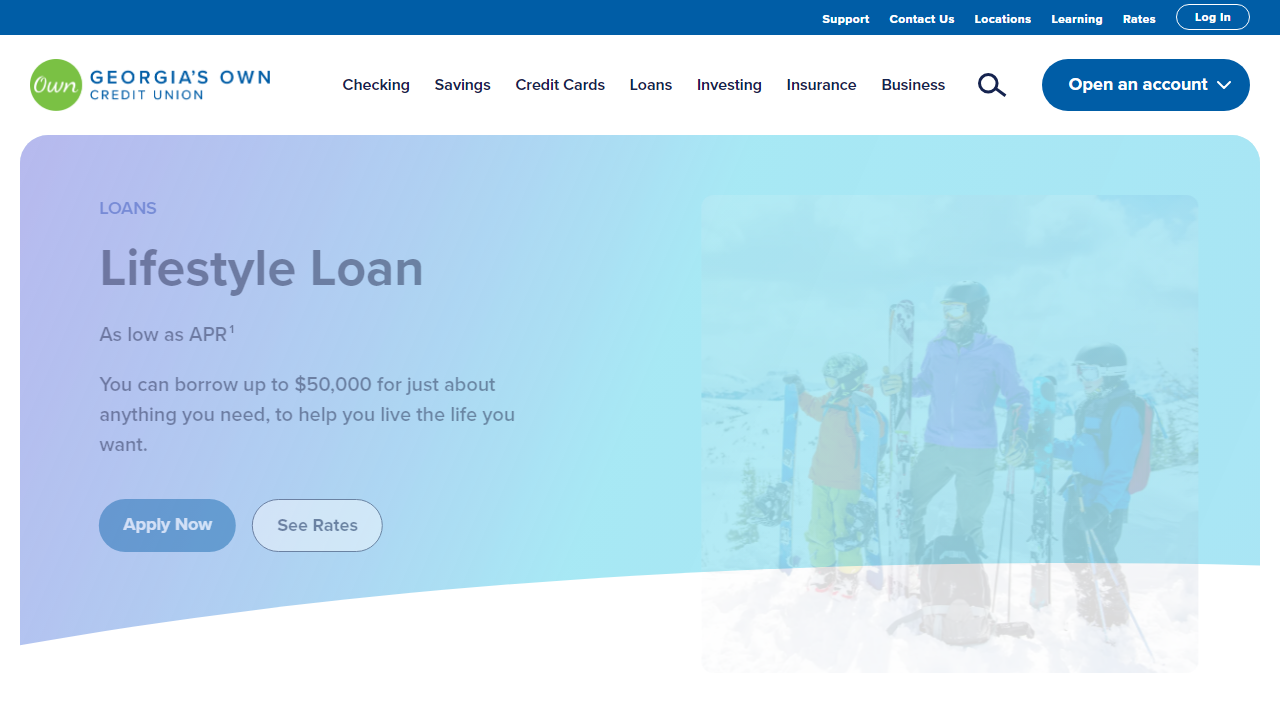 Support Contact Us Locations Learning Rates Log In
Own GEORGIA'S OWN
CREDIT UNION
Checking Savings Credit Cards Loans Investing Insurance Business Open an account
LOANS
Lifestyle Loan
As low as APR¹
You can borrow up to $50,000 for just about
anything you need, to help you live the life you
want.
Apply Now See Rates